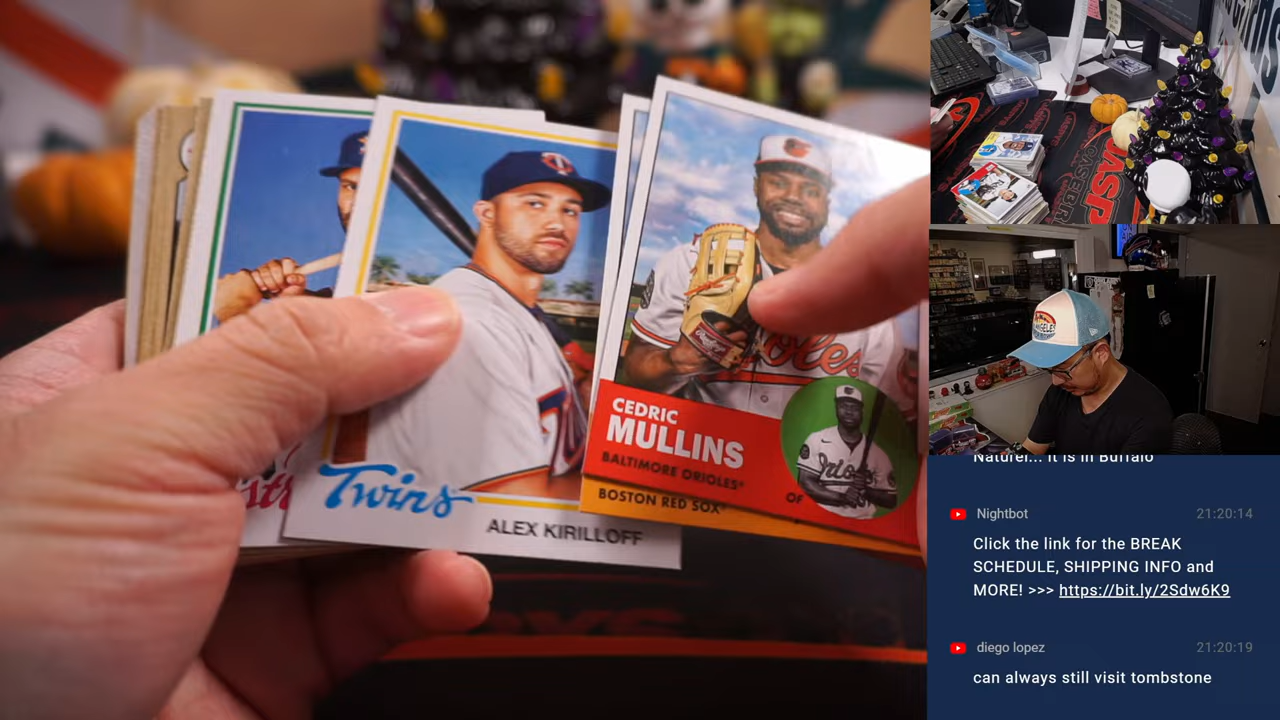 Twins
ALEX KIRILLOFF
CEDRIC
MULLINS
BALTIMORE ORIOLES
OF
BOSTON RED SOX
Naturel... it is in Buffalo
Nightbot
21:20:14
Click the link for the BREAK
SCHEDULE, SHIPPING INFO and
MORE! >>> https://bit.ly/2Sdw6K9
diego lopez
21:20:19
can always still visit tombstone